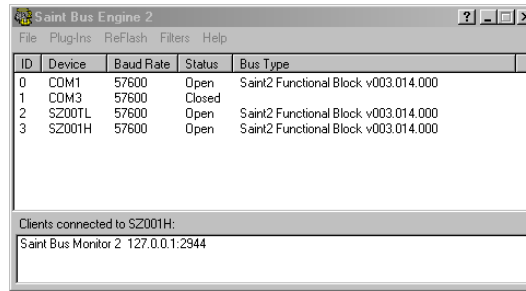 Saint Bus Engine 2
File Plug-Ins ReFlash Filters Help
ID Device Baud Rate Status Bus Type
0 COM1 57600 Open Saint2 Functional Block v003.014.000
1 COM3 57600 Closed
2 SZ00TL 57600 Open Saint2 Functional Block v003.014.000
3 SZ001H 57600 Open Saint2 Functional Block v003.014.000
Clients connected to SZ001H:
Saint Bus Monitor 2 127.0.0.1:2944